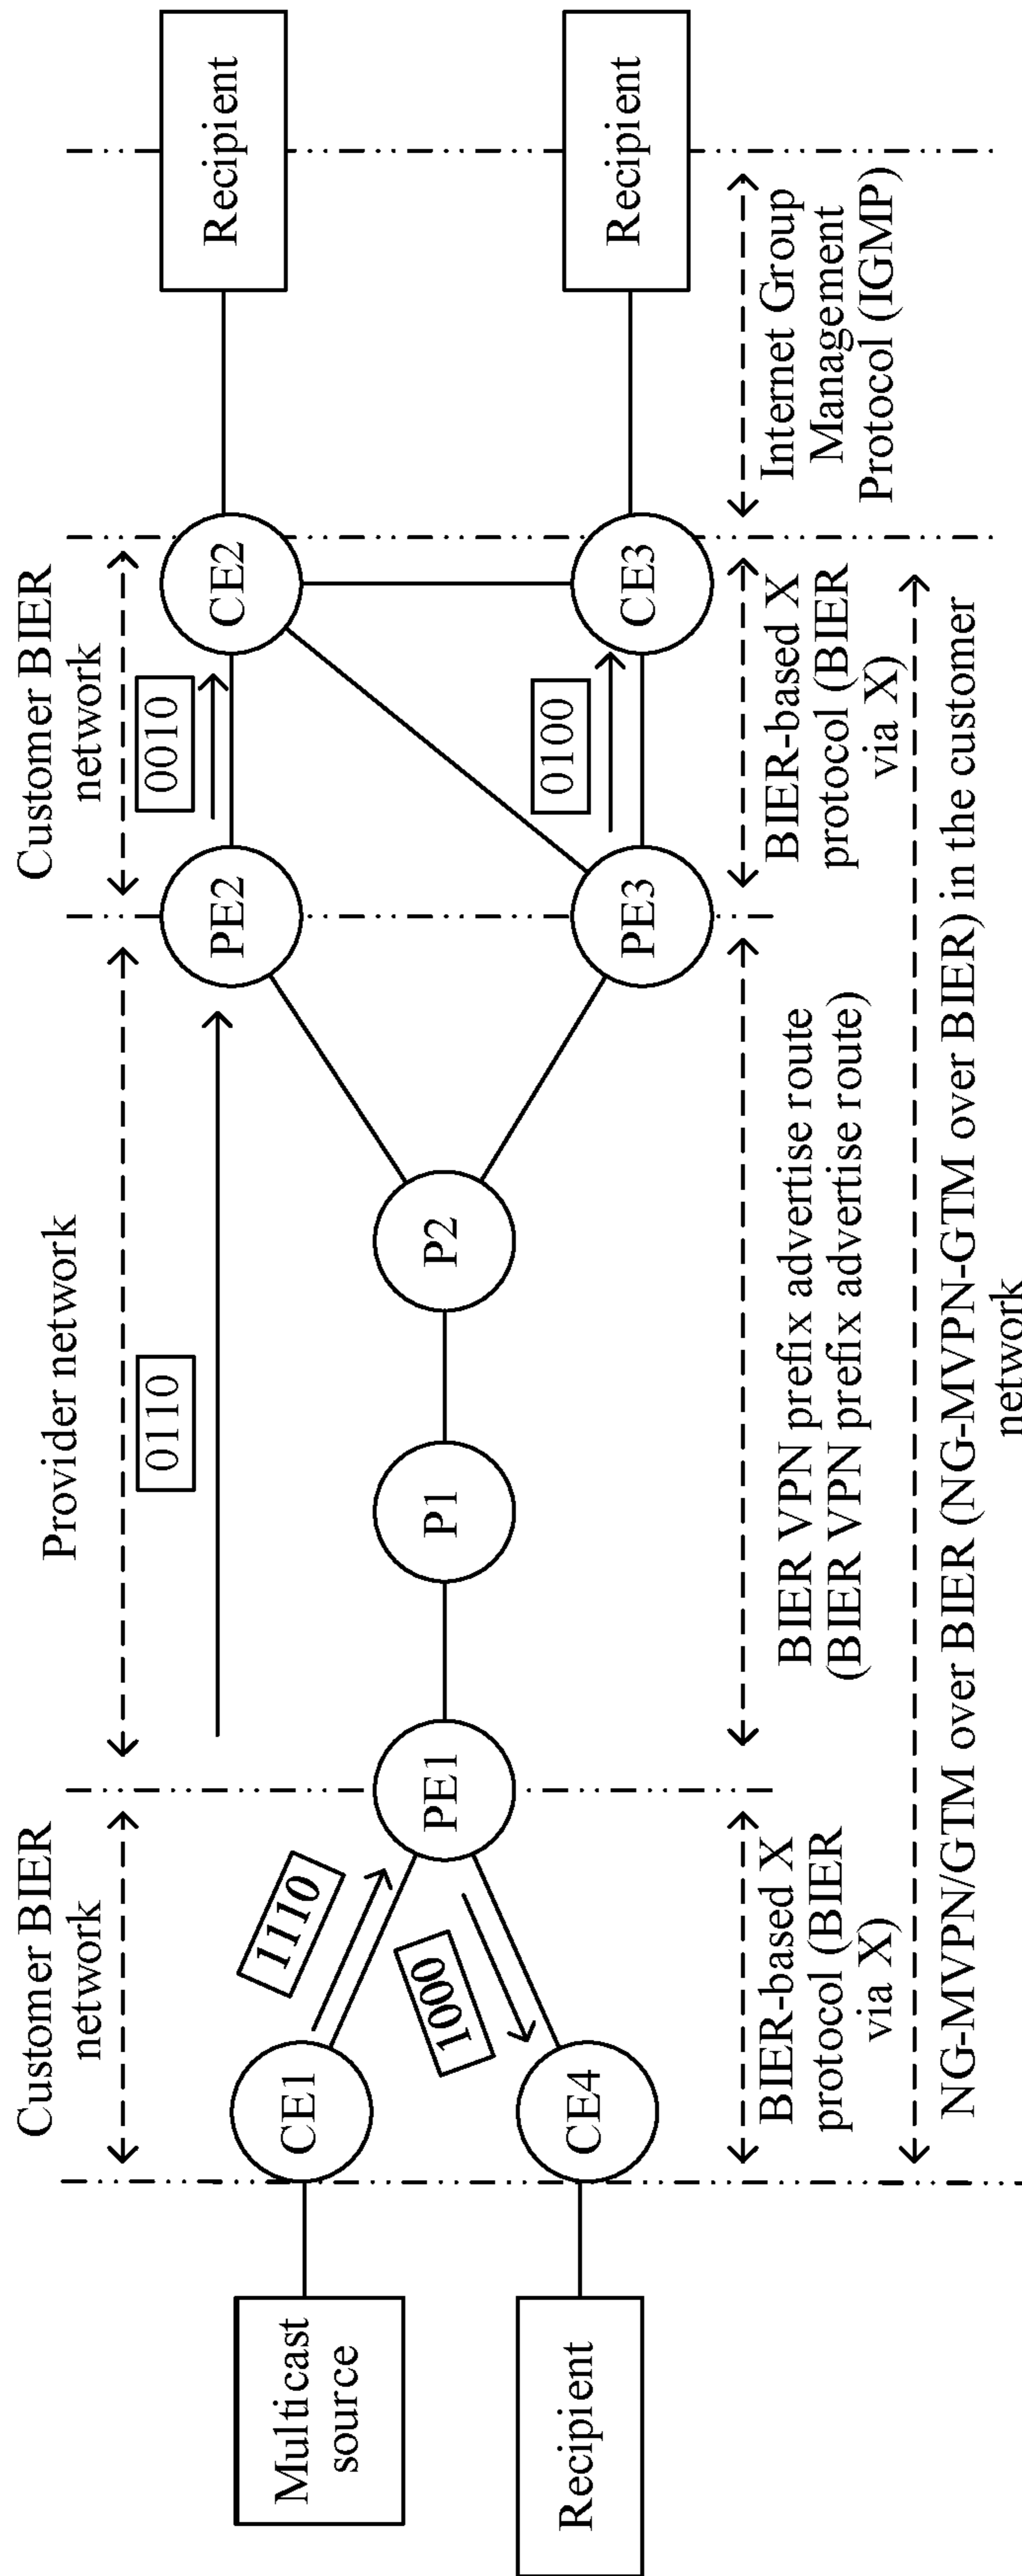 Customer BIER
network
Provider network
Customer BIER
network
1110
0110
0010
1000
0100
Multicast
source
Recipient
CE1
CE4
PE1
P1
P2
PE2
PE3
CE2
CE3
Recipient
Recipient
BIER-based X
protocol (BIER
via X)
BIER VPN prefix advertise route
(BIER VPN prefix advertise route)
BIER-based X
protocol (BIER
via X)
Internet Group
Management
Protocol (IGMP)
NG-MVPN/GTM over BIER (NG-MVPN-GTM over BIER) in the customer
network